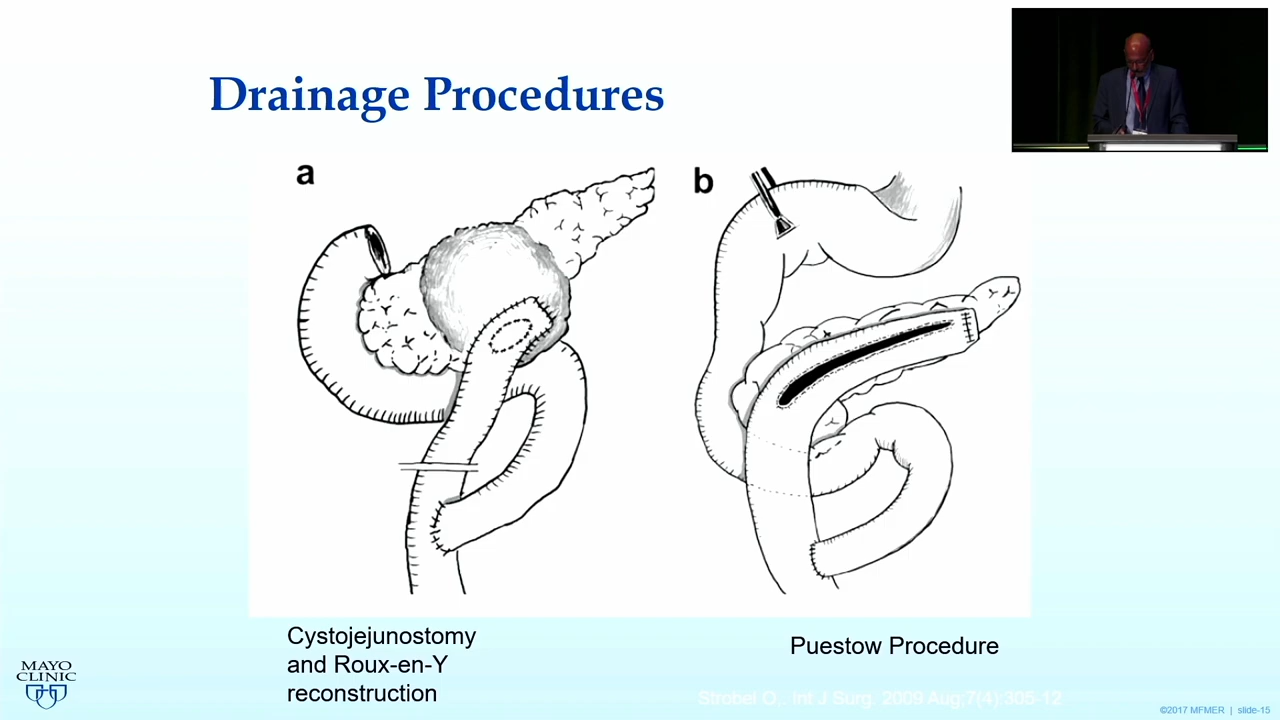 Drainage Procedures
a
b
Cystojejunostomy
and Roux-en-Y
reconstruction
Puestow Procedure
Strobel O,. Int J Surg. 2009 Aug;7(4):305-12
MAYO
CLINIC
©2017 MFMER | slide-15